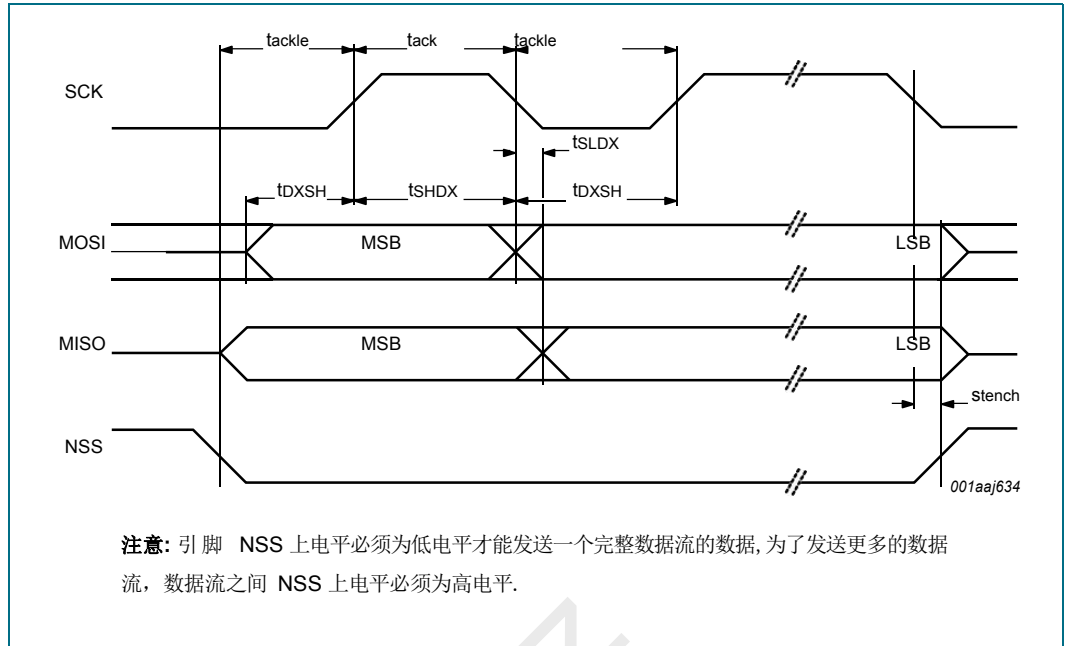 tackle tack tackle
SCK
tSLDX
tDXSH tSHDX tDXSH
MOSI MSB LSB
MISO MSB LSB
stench
NSS
001aaj634
注意: 引脚 NSS 上电平必须为低电平才能发送一个完整数据流的数据,为了发送更多的数据
流，数据流之间 NSS 上电平必须为高电平.